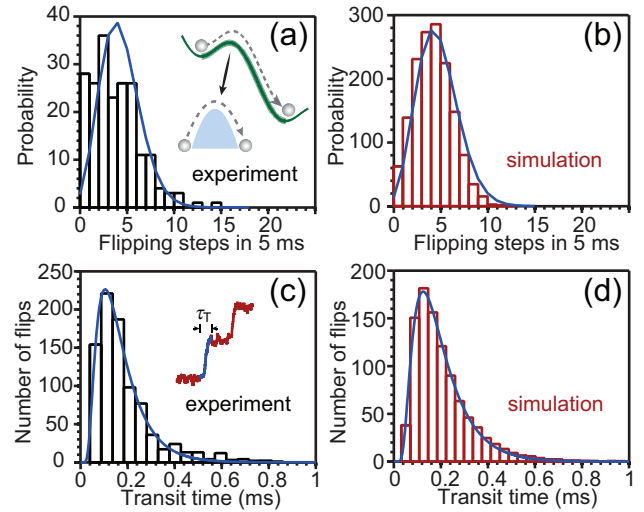 (a)
Probability
40
30
20
10
0
experiment
0 5 10 15 20
Flipping steps in 5 ms
(b)
Probability
300
200
100
0
simulation
0 5 10 15 20
Flipping steps in 5 ms
(c)
Number of flips
250
200
150
100
50
0
τT
experiment
0 0.2 0.4 0.6 0.8 1
Transit time (ms)
(d)
Number of flips
200
150
100
50
0
simulation
0 0.2 0.4 0.6 0.8 1
Transit time (ms)